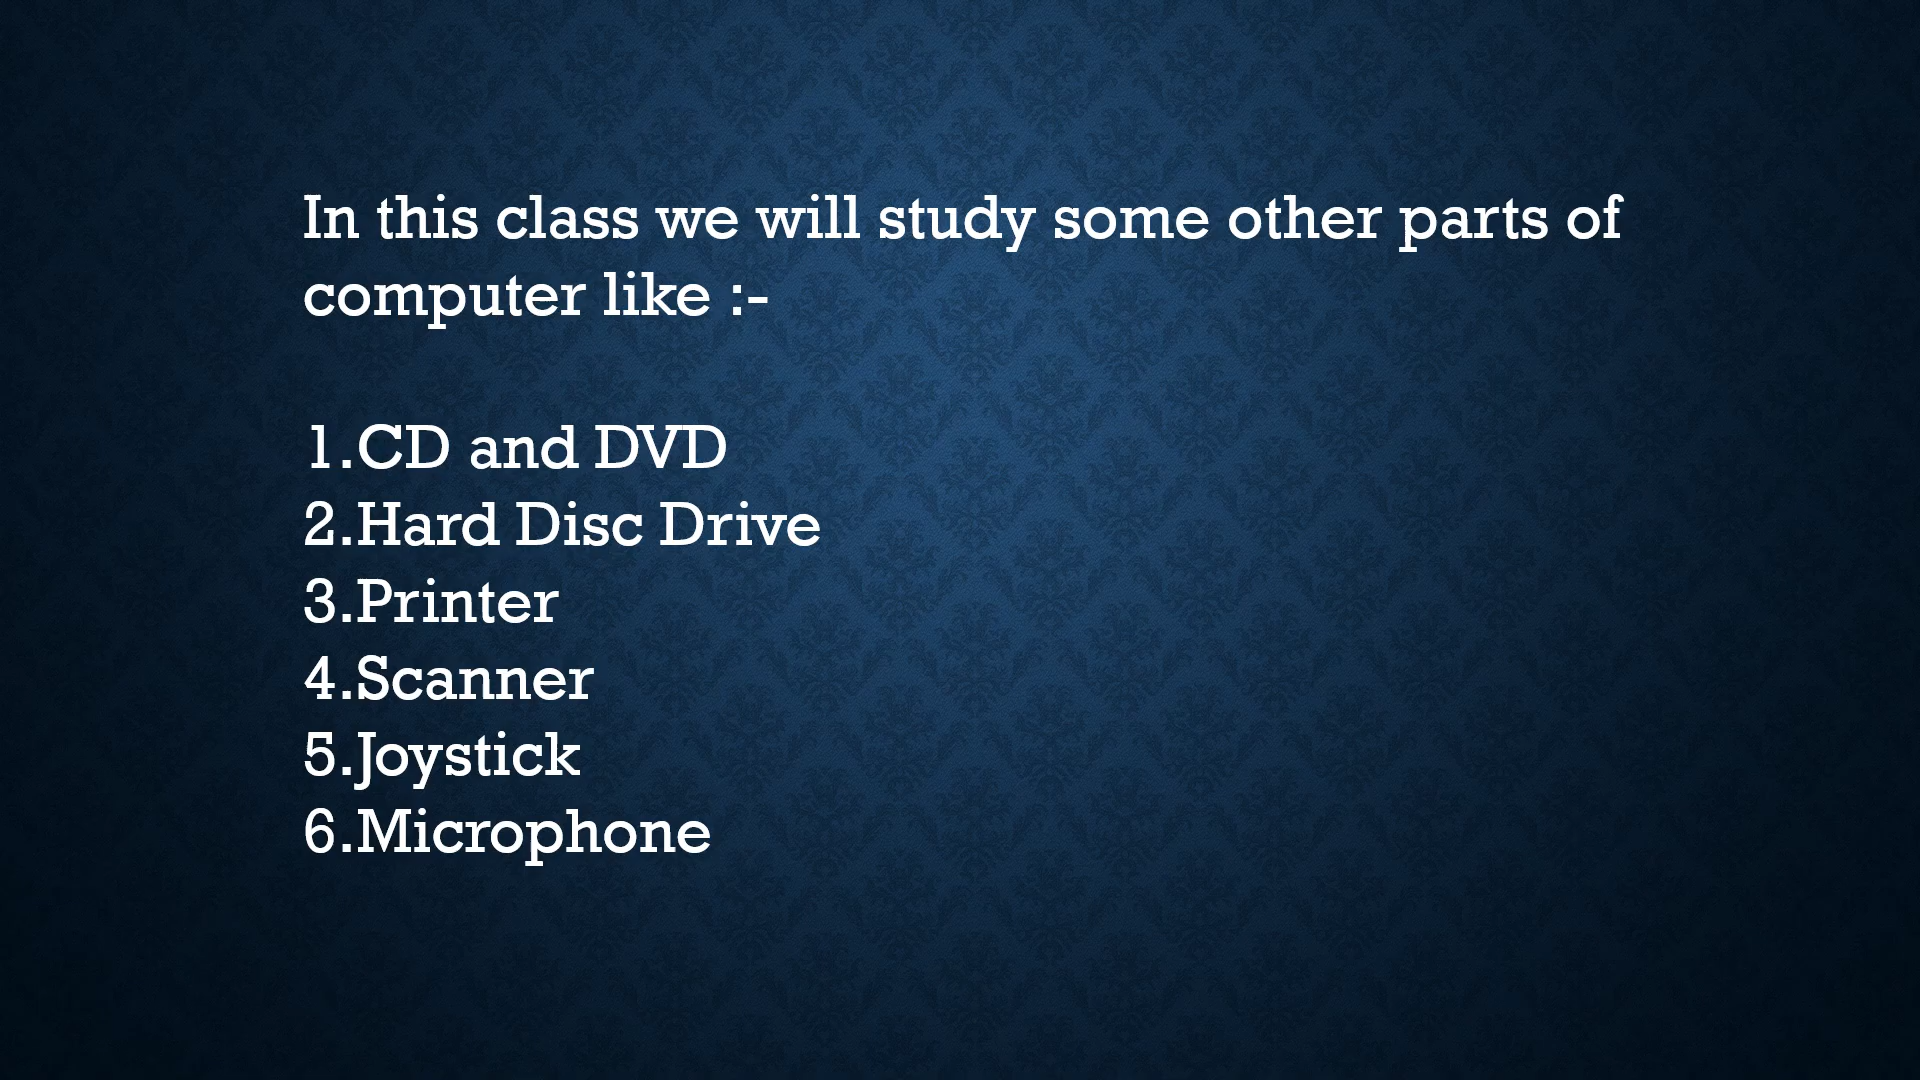 In this class we will study some other parts of
computer like :-
1.CD and DVD
2.Hard Disc Drive
3.Printer
4.Scanner
5.Joystick
6.Microphone